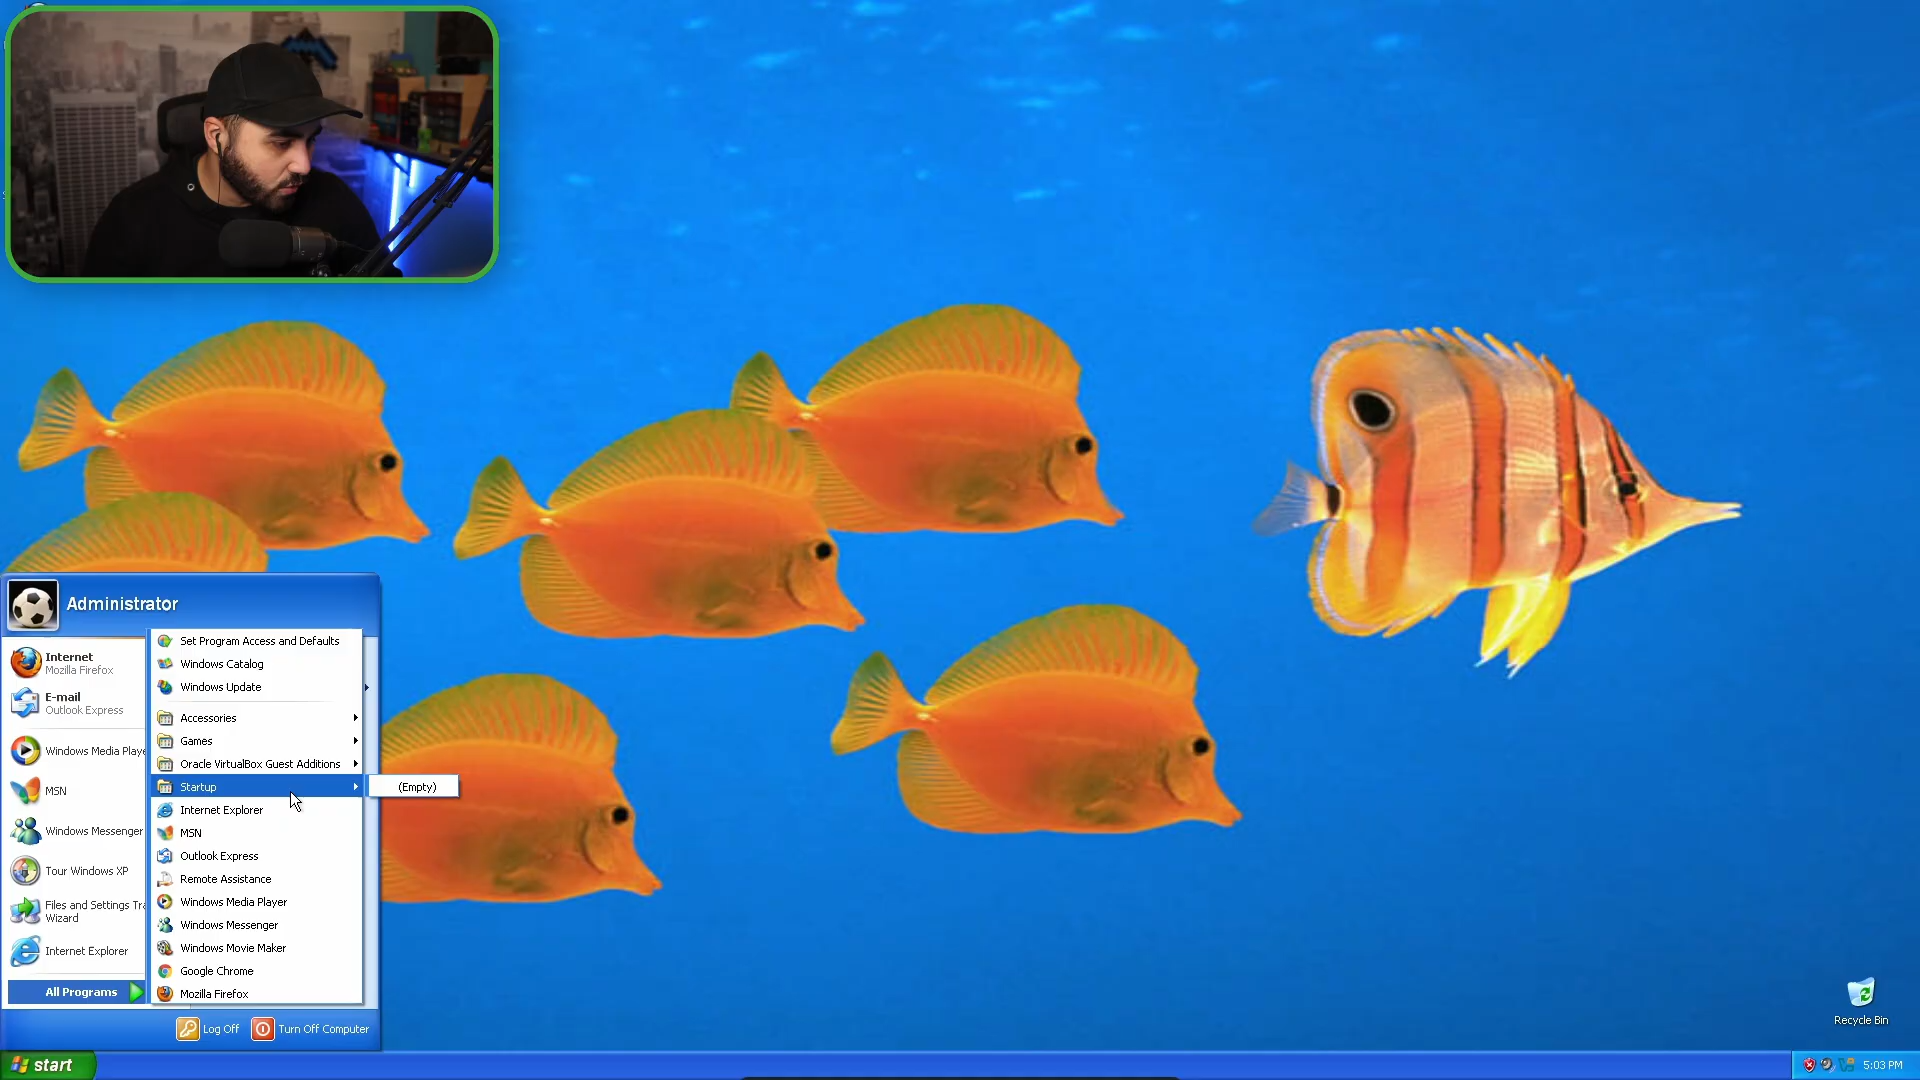 Administrator
Internet
Mozilla Firefox
E-mail
Outlook Express
Windows Media Playe
MSN
Windows Messenger
Tour Windows XP
Files and Settings Tra
Wizard
Internet Explorer
All Programs
Set Program Access and Defaults
Windows Catalog
Windows Update
Accessories
Games
Oracle VirtualBox Guest Additions
Startup
(Empty)
Internet Explorer
MSN
Outlook Express
Remote Assistance
Windows Media Player
Windows Messenger
Windows Movie Maker
Google Chrome
Mozilla Firefox
Log Off
Turn Off Computer
Recycle Bin
start
5:03 PM